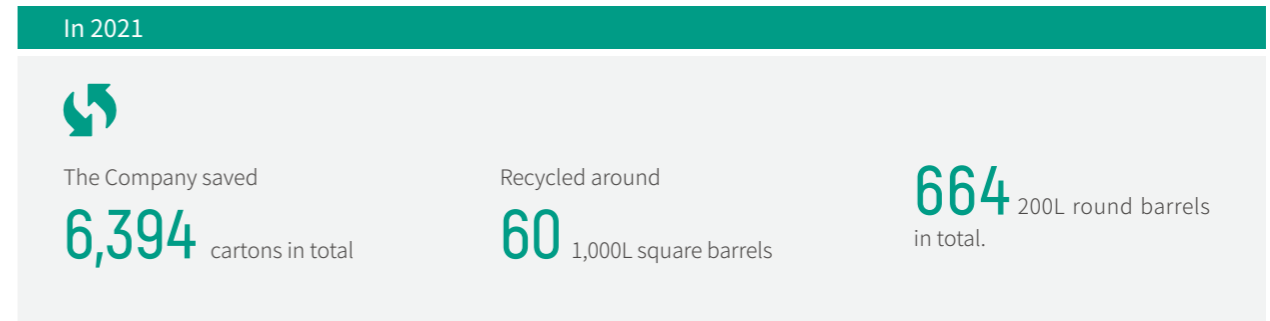 In 2021
The Company saved
6,394 cartons in total
Recycled around
60 1,000L square barrels
664 200L round barrels
in total.